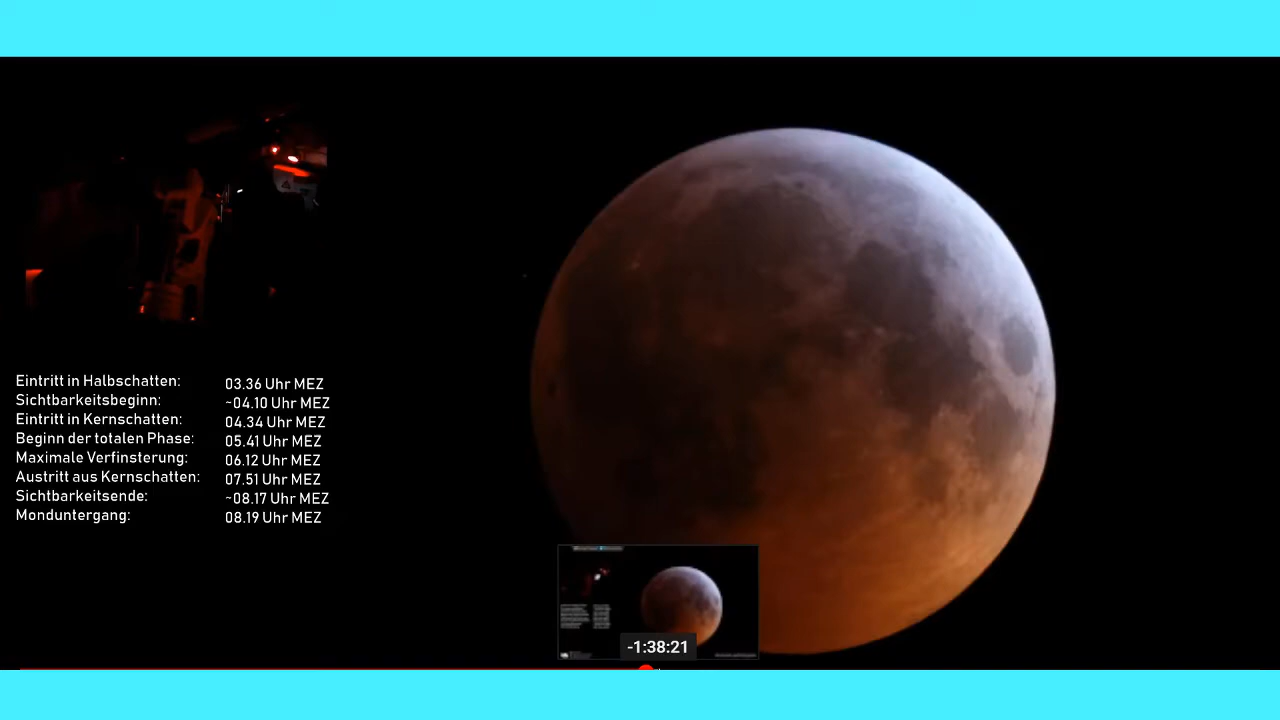 Eintritt in Halbschatten: 03.36 Uhr MEZ
Sichtbarkeitsbeginn: ~04.10 Uhr MEZ
Eintritt in Kernschatten: 04.34 Uhr MEZ
Beginn der totalen Phase: 05.41 Uhr MEZ
Maximale Verfinsterung: 06.12 Uhr MEZ
Austritt aus Kernschatten: 07.51 Uhr MEZ
Sichtbarkeitsende: ~08.17 Uhr MEZ
Monduntergang: 08.19 Uhr MEZ
-1:38:21